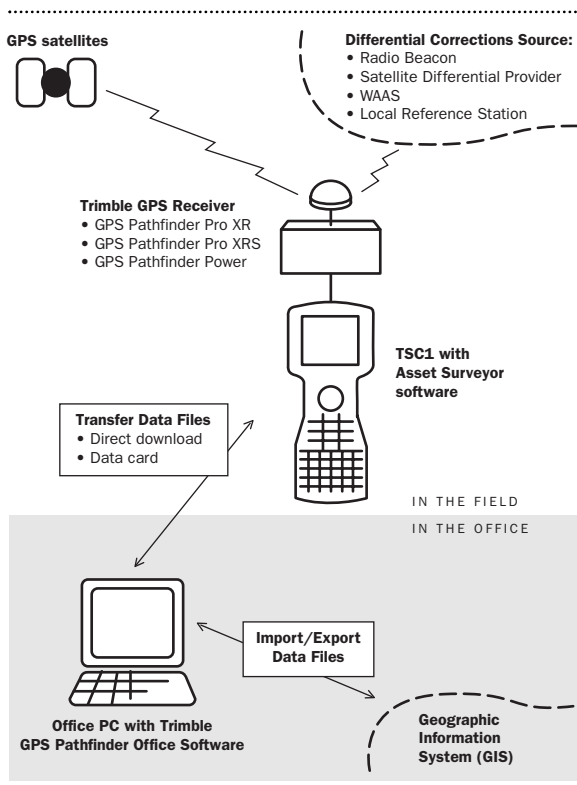 GPS satellites
Differential Corrections Source:
• Radio Beacon
• Satellite Differential Provider
• WAAS
• Local Reference Station
Trimble GPS Receiver
• GPS Pathfinder Pro XR
• GPS Pathfinder Pro XRS
• GPS Pathfinder Power
TSC1 with
Asset Surveyor
software
Transfer Data Files
• Direct download
• Data card
IN THE FIELD
IN THE OFFICE
Import/Export
Data Files
Office PC with Trimble
GPS Pathfinder Office Software
Geographic
Information
System (GIS)